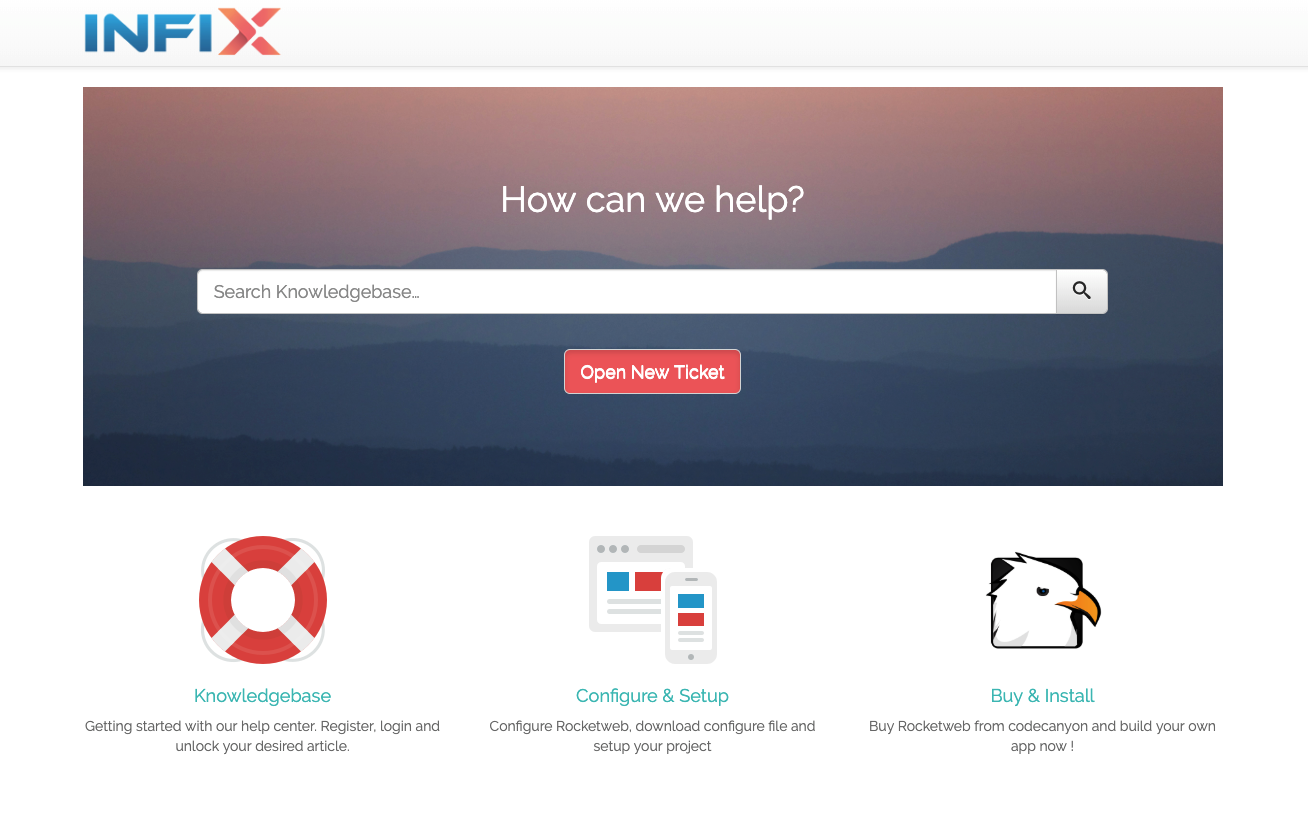 INFIX
How can we help?
Search Knowledgebase...
Open New Ticket
Knowledgebase
Getting started with our help center. Register, login and
unlock your desired article.
Configure & Setup
Configure Rocketweb, download configure file and
setup your project
Buy & Install
Buy Rocketweb from codecanyon and build your own
app now !